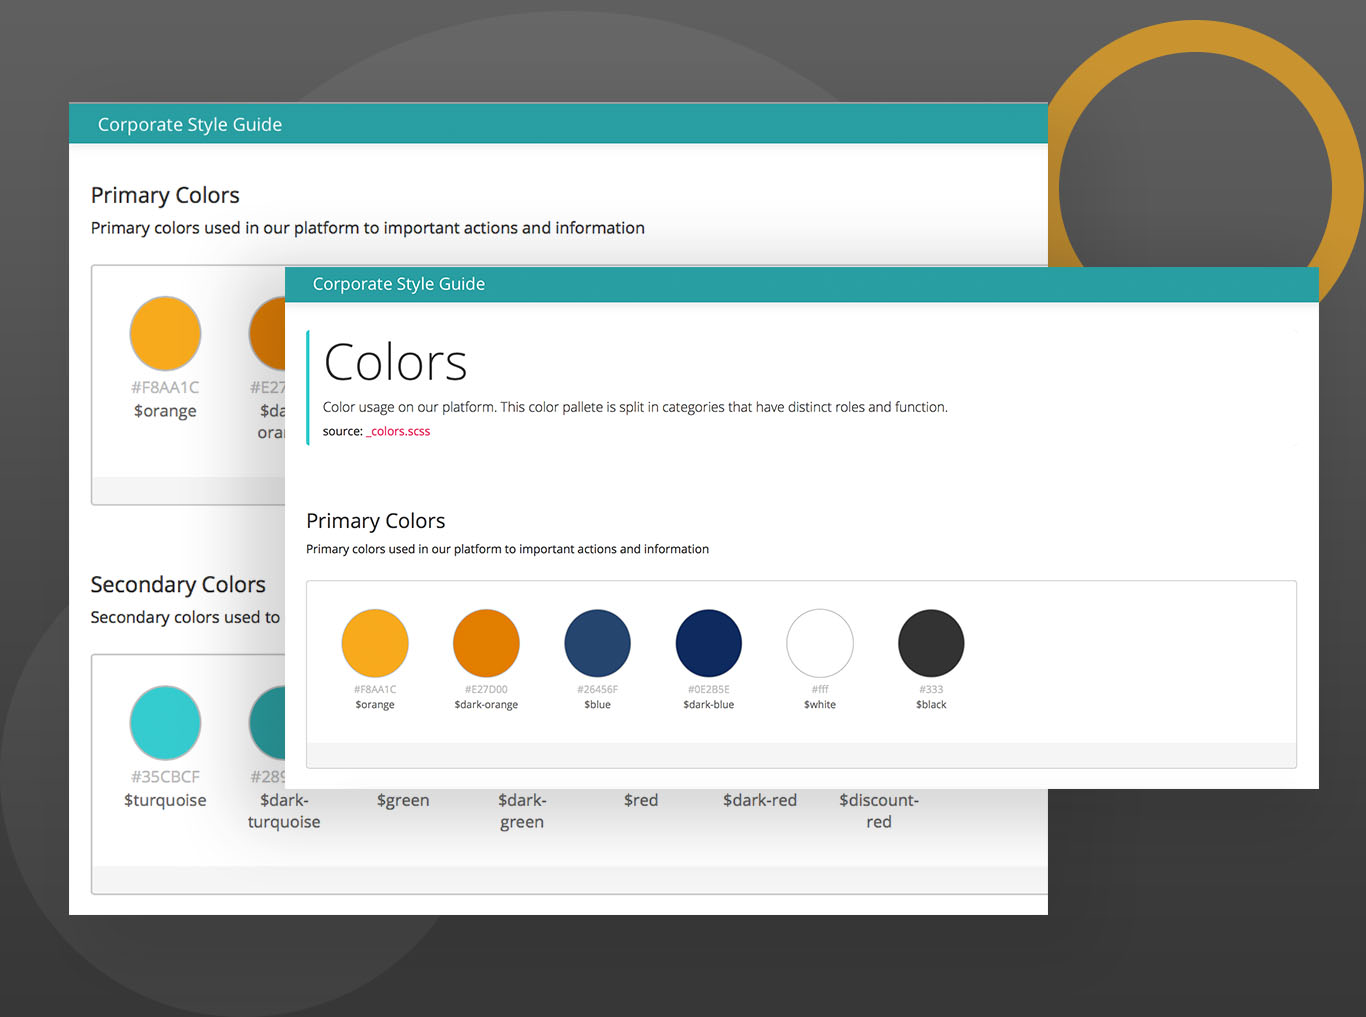 Corporate Style Guide
Primary Colors
Primary colors used in our platform to important actions and information
#F8AA1C
$orange
Secondary Colors
Secondary colors used to
#35CBCF
$turquoise
$dark-
turquoise
$green
$dark-
green
$red
$dark-red
$discount-
red
Corporate Style Guide
Colors
Color usage on our platform. This color pallete is split in categories that have distinct roles and function.
source: _colors.scss
Primary Colors
Primary colors used in our platform to important actions and information
#F8AA1C
$orange
#E27D00
$dark-orange
#26456F
$blue
#0E2B5E
$dark-blue
#fff
$white
#333
$black